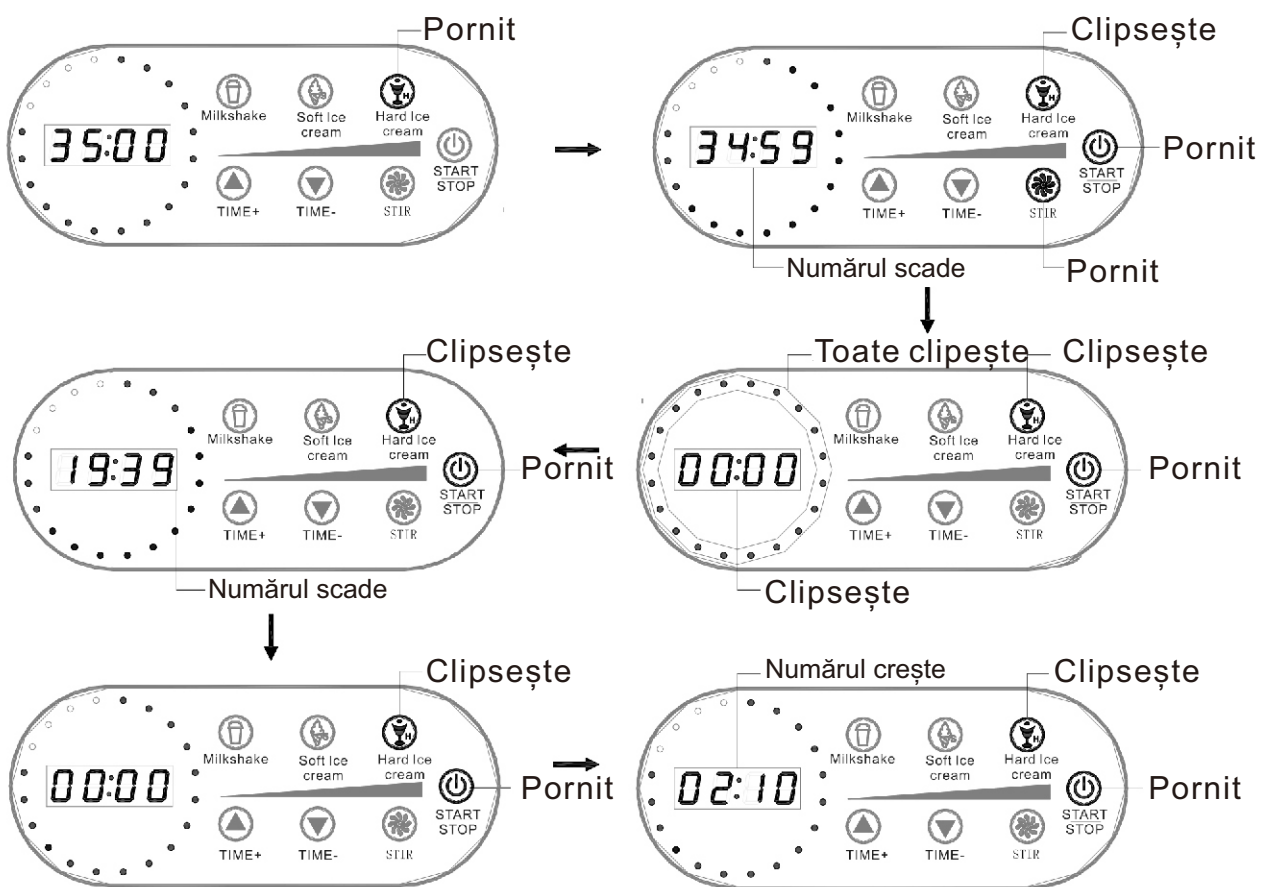 Pornit
35:00
Milkshake
Soft Ice
cream
Hard Ice
cream
START
STOP
TIME+
TIME-
STIR
Clipsește
34:59
Milkshake
Soft Ice
cream
Hard Ice
cream
Pornit
START
STOP
TIME+
TIME-
STIR
Numărul scade
Pornit
Toate clipește
Clipsește
00:00
Milkshake
Soft Ice
cream
Hard Ice
cream
Pornit
START
STOP
TIME+
TIME-
STIR
Clipsește
Clipsește
19:39
Milkshake
Soft Ice
cream
Hard Ice
cream
Pornit
START
STOP
TIME+
TIME-
STIR
Numărul scade
Clipsește
00:00
Milkshake
Soft Ice
cream
Hard Ice
cream
Pornit
START
STOP
TIME+
TIME-
STIR
Numărul crește
Clipsește
02:10
Milkshake
Soft Ice
cream
Hard Ice
cream
Pornit
START
STOP
TIME+
TIME-
STIR